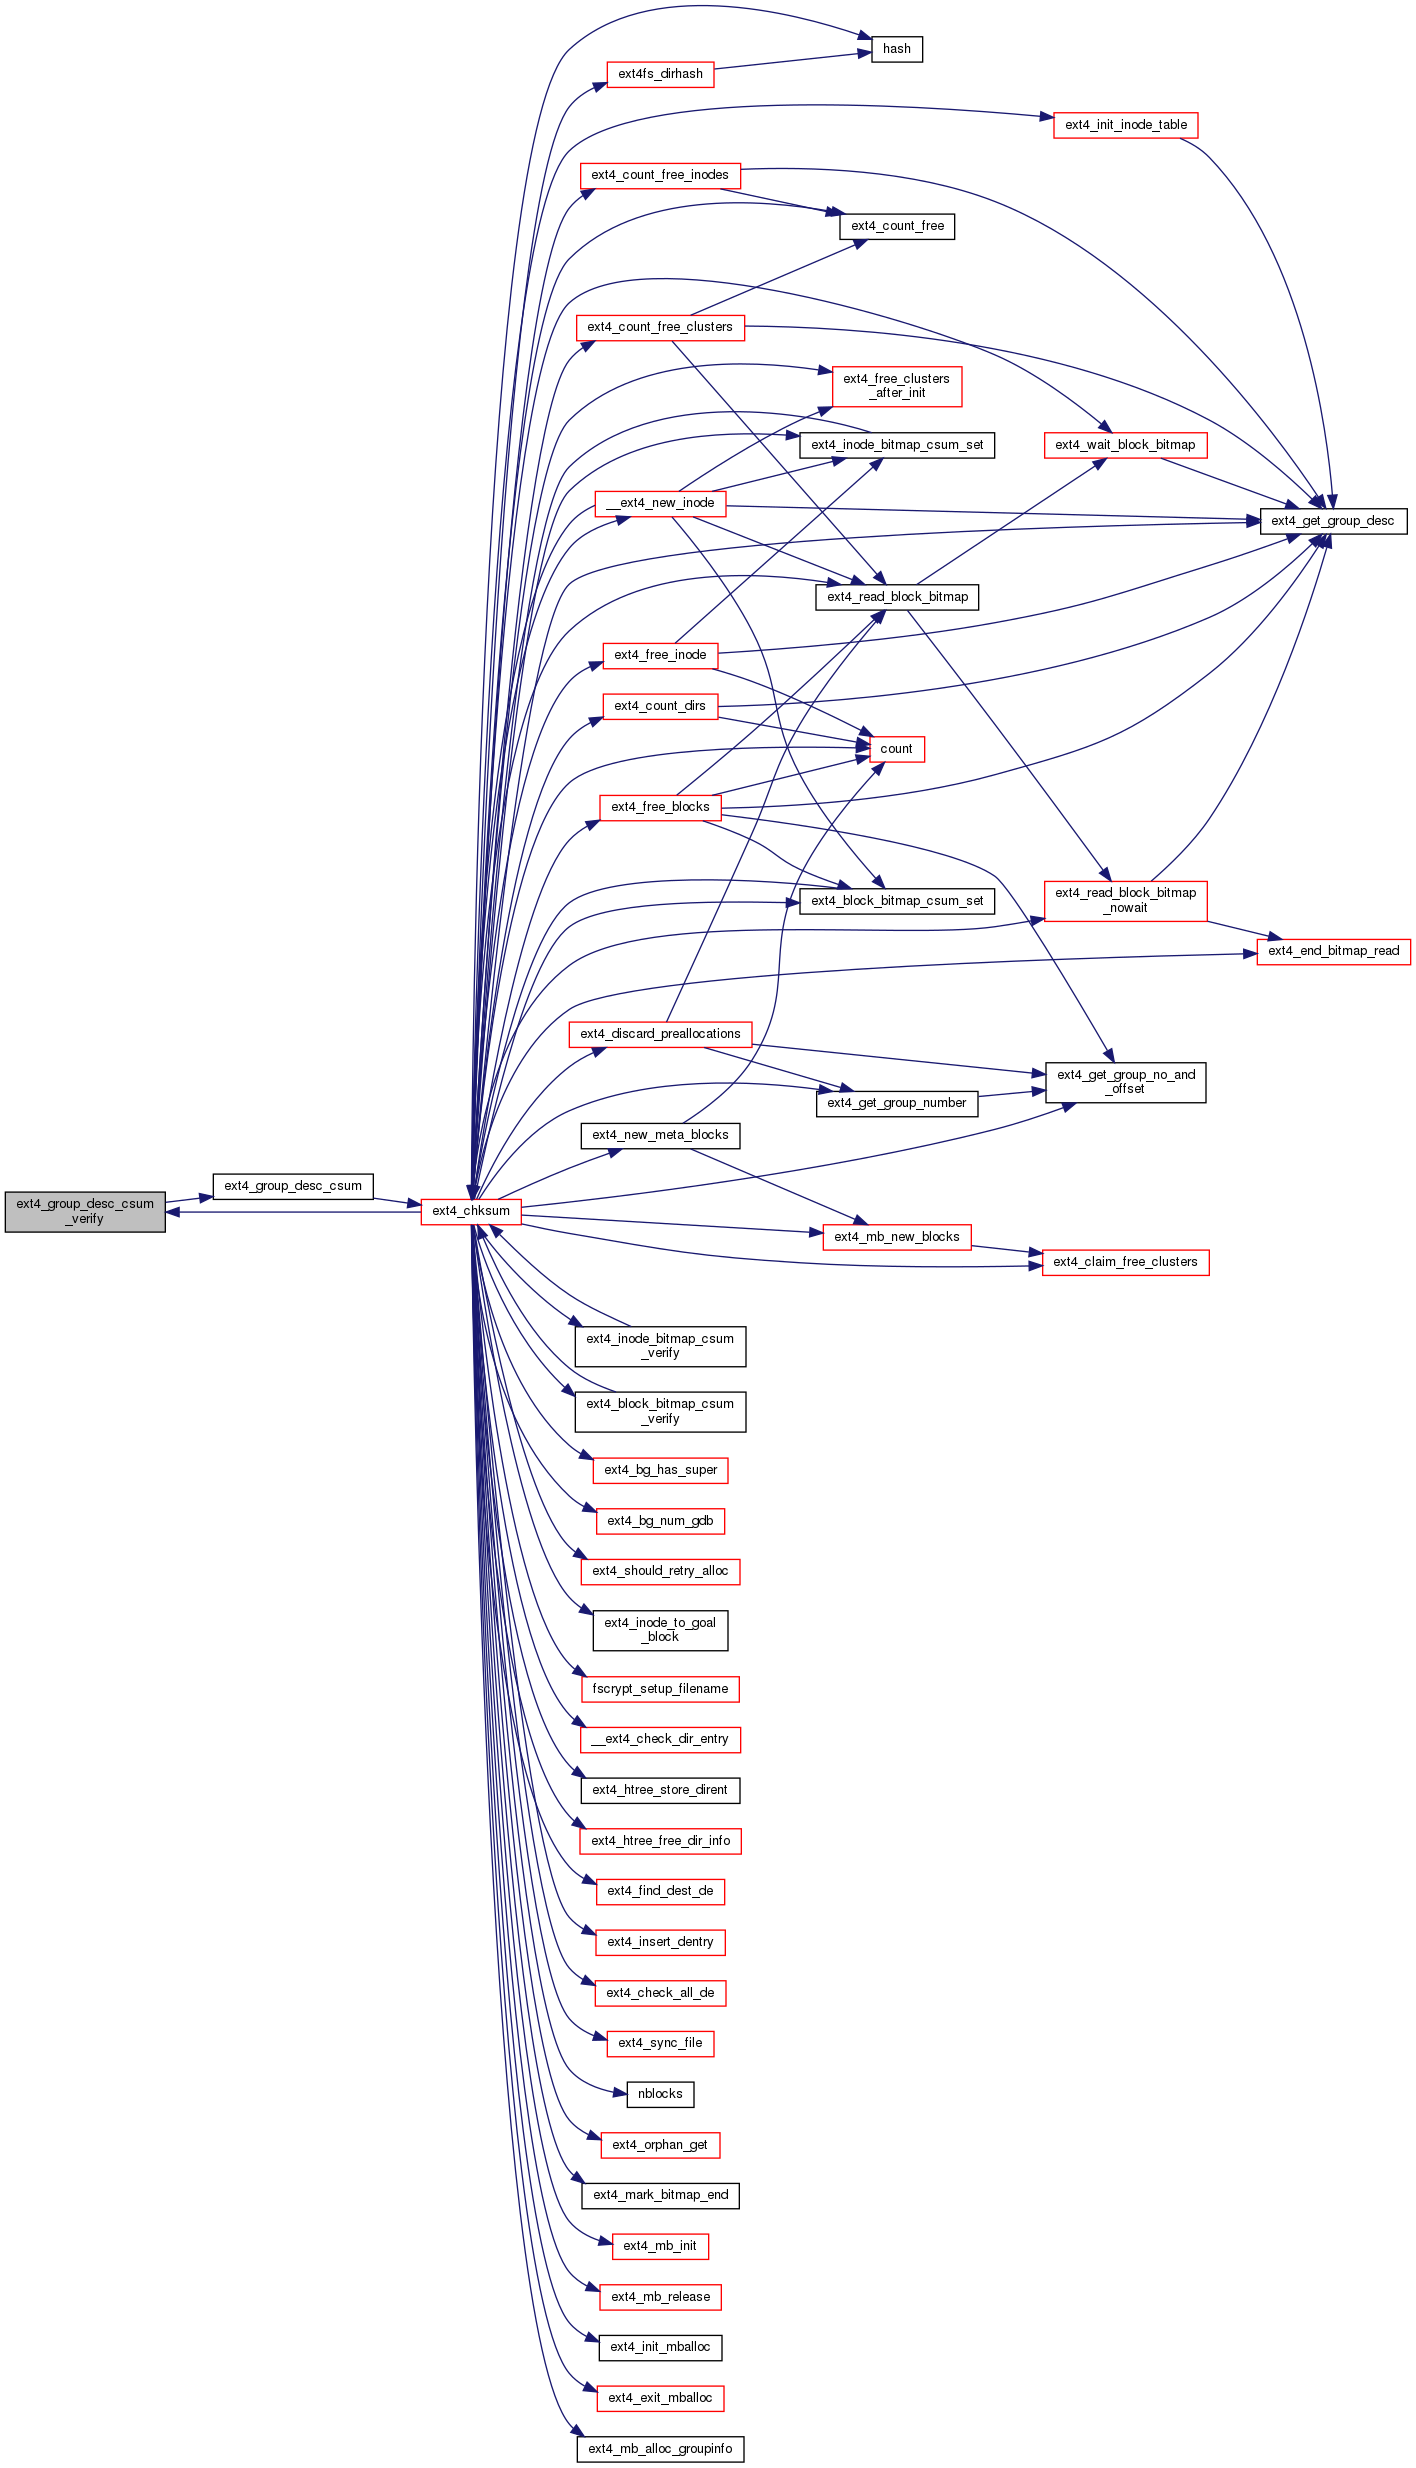 hash
ext4fs_dirhash
ext4_init_inode_table
ext4_count_free_inodes
ext4_count_free
ext4_count_free_clusters
ext4_free_clusters
_after_init
ext4_inode_bitmap_csum_set
ext4_wait_block_bitmap
__ext4_new_inode
ext4_get_group_desc
ext4_read_block_bitmap
ext4_free_inode
ext4_count_dirs
count
ext4_free_blocks
ext4_read_block_bitmap
_nowait
ext4_block_bitmap_csum_set
ext4_end_bitmap_read
ext4_discard_preallocations
ext4_get_group_no_and
_offset
ext4_get_group_number
ext4_new_meta_blocks
ext4_group_desc_csum
ext4_group_desc_csum
_verify
ext4_chksum
ext4_mb_new_blocks
ext4_claim_free_clusters
ext4_inode_bitmap_csum
_verify
ext4_block_bitmap_csum
_verify
ext4_bg_has_super
ext4_bg_num_gdb
ext4_should_retry_alloc
ext4_inode_to_goal
_block
fscrypt_setup_filename
__ext4_check_dir_entry
ext4_htree_store_dirent
ext4_htree_free_dir_info
ext4_find_dest_de
ext4_insert_dentry
ext4_check_all_de
ext4_sync_file
nblocks
ext4_orphan_get
ext4_mark_bitmap_end
ext4_mb_init
ext4_mb_release
ext4_init_mballoc
ext4_exit_mballoc
ext4_mb_alloc_groupinfo